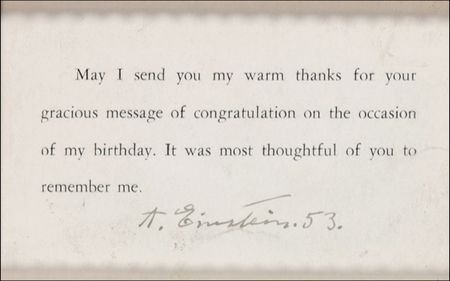 May I send you my warm thanks for your
gracious message of congratulation on the occasion
of my birthday. It was most thoughtful of you to
remember me.
A. Einstein. 53.